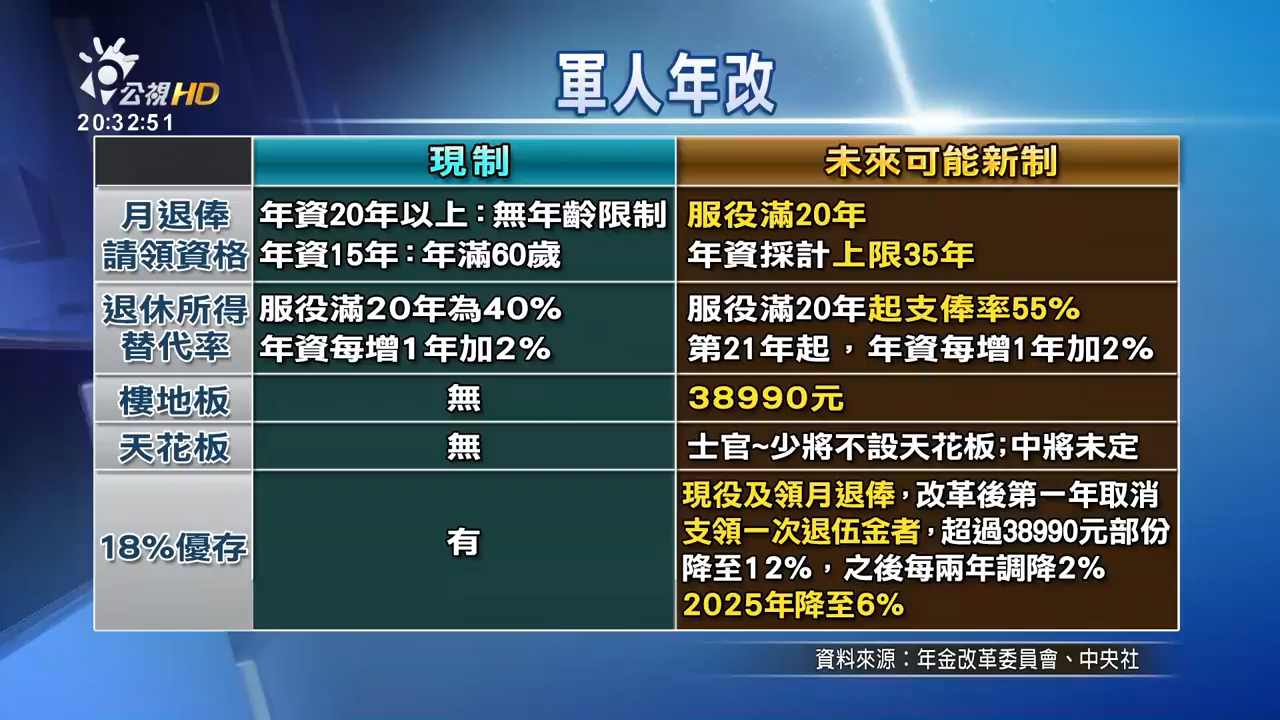 公視HD
20:32:51
軍人年改
現制
未來可能新制
月退俸
請領資格
年資20年以上：無年齡限制
年資15年：年滿60歲
服役滿20年
年資採計上限35年
退休所得
替代率
服役滿20年為40%
年資每增1年加2%
服役滿20年起支俸率55%
第21年起，年資每增1年加2%
樓地板
無
38990元
天花板
無
士官~少將不設天花板;中將未定
18%優存
有
現役及領月退俸，改革後第一年取消
支領一次退伍金者，超過38990元部份
降至12%，之後每兩年調降2%
2025年降至6%
資料來源：年金改革委員會、中央社